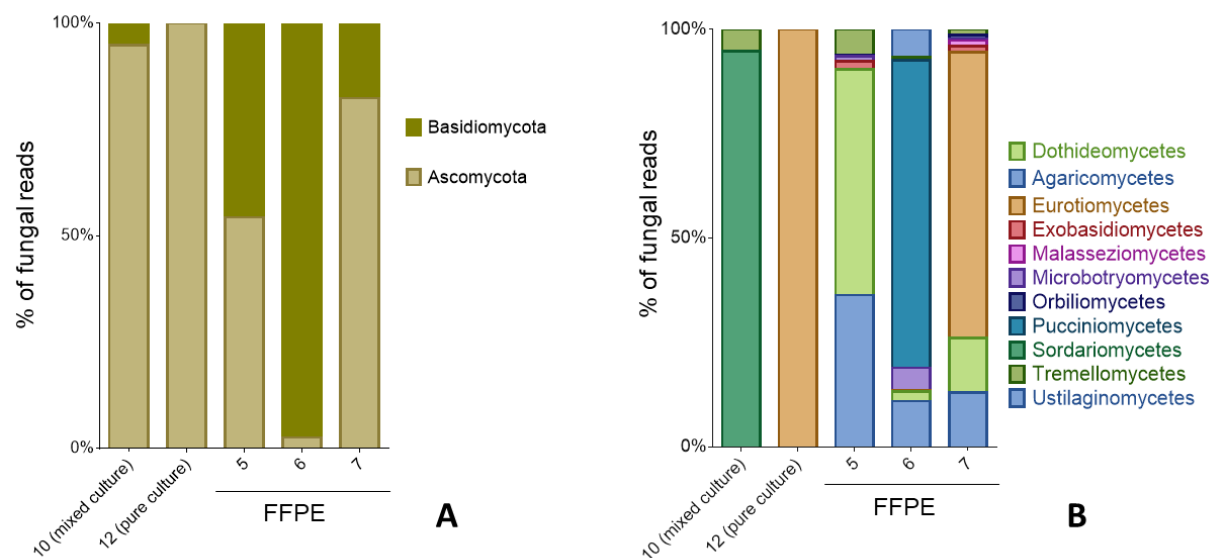 100%
50%
0%
% of fungal reads
Basidiomycota
Ascomycota
10 (mixed culture)
12 (pure culture)
5
6
7
FFPE
A
100%
50%
0%
% of fungal reads
Dothideomycetes
Agaricomycetes
Eurotiomycetes
Exobasidiomycetes
Malasseziomycetes
Microbotryomycetes
Orbiliomycetes
Pucciniomycetes
Sordariomycetes
Tremellomycetes
Ustilaginomycetes
10 (mixed culture)
12 (pure culture)
5
6
7
FFPE
B